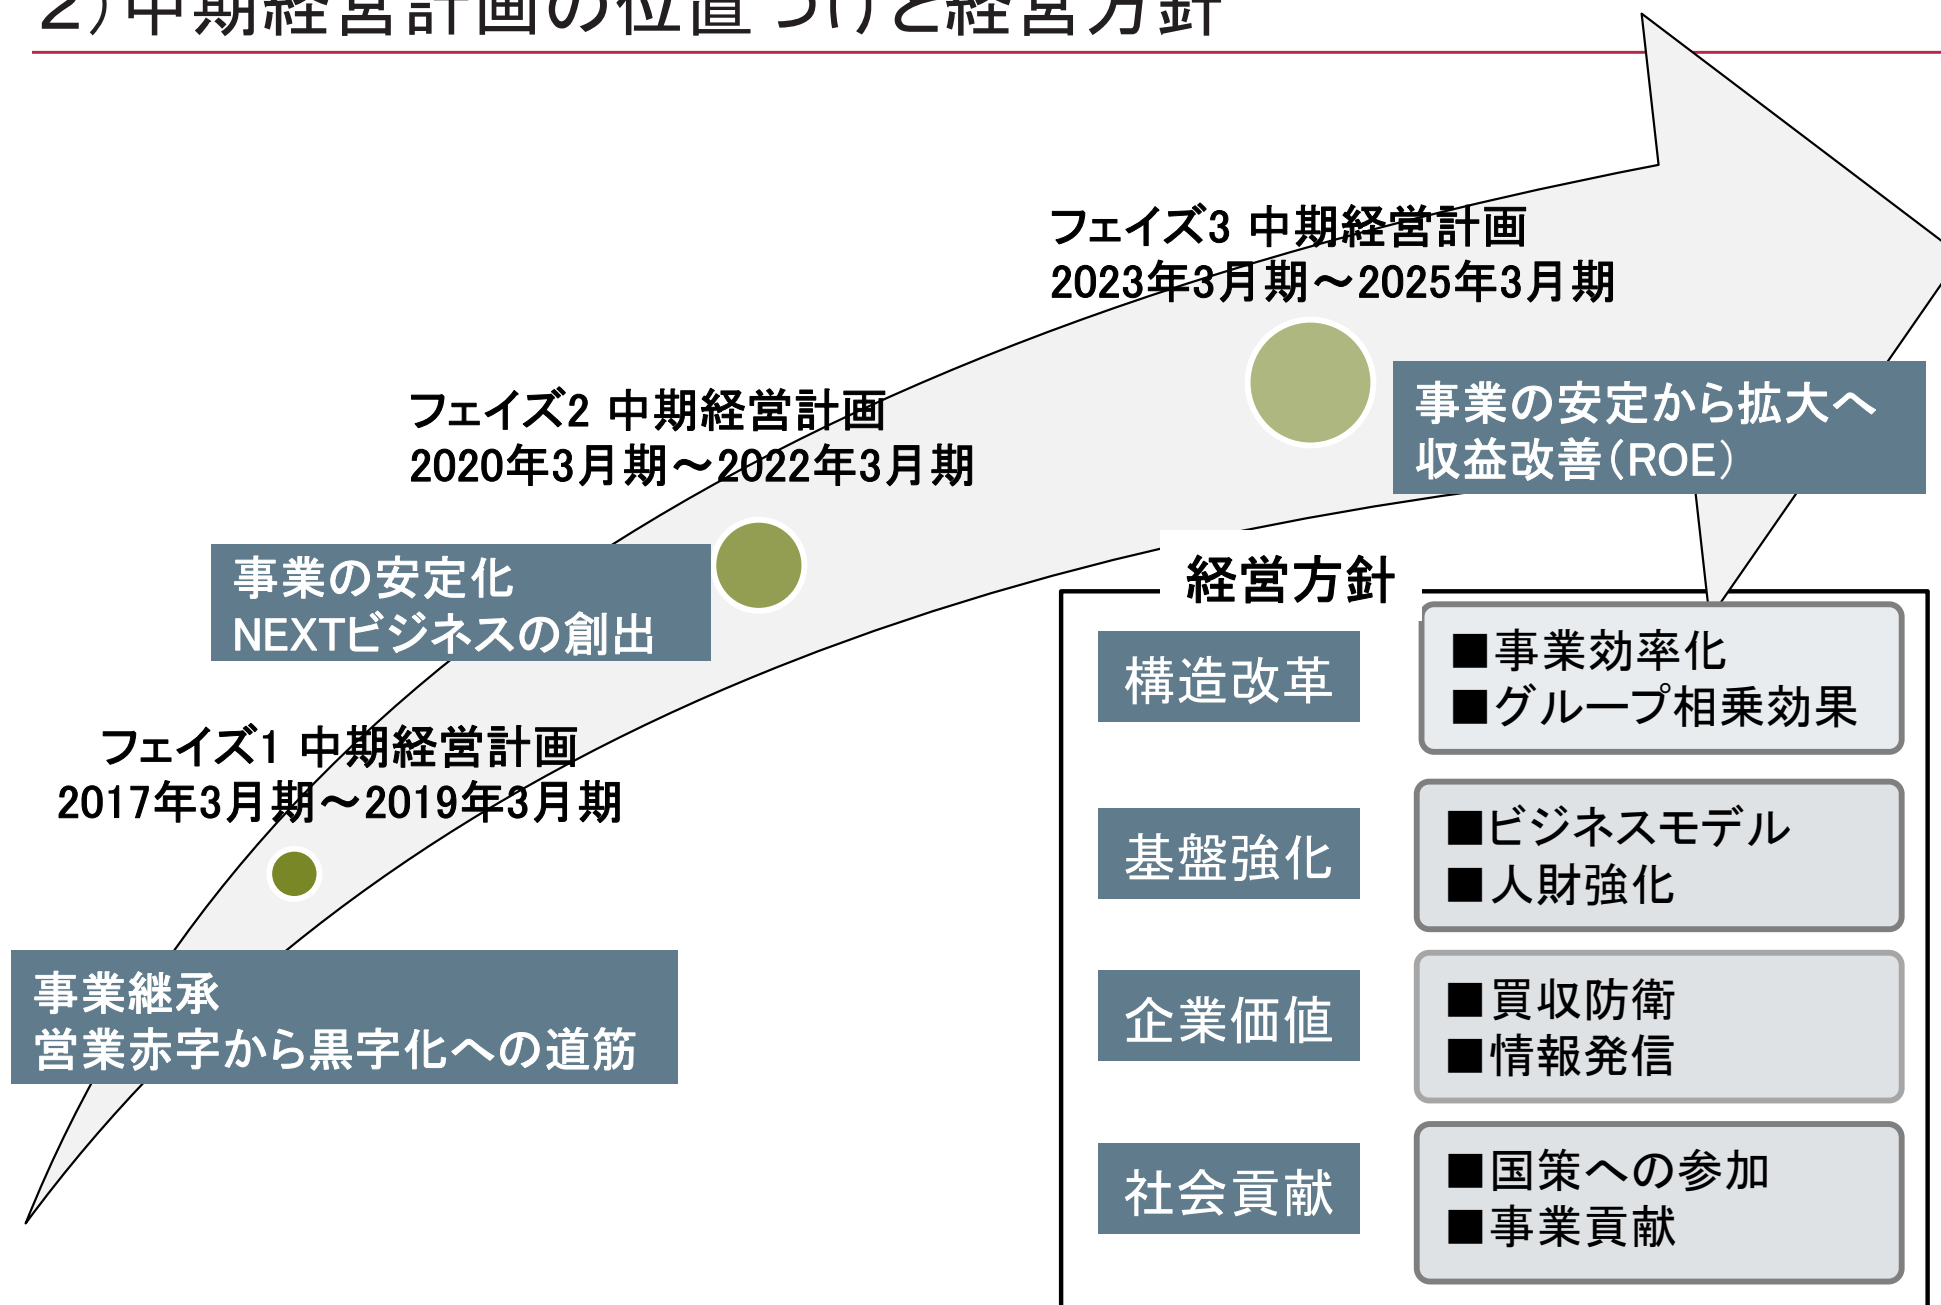 2）中期経営計画の位置づけと経営方針
フェイズ3 中期経営計画
2023年3月期～2025年3月期
事業の安定から拡大へ
収益改善（ROE）
フェイズ2 中期経営計画
2020年3月期～2022年3月期
事業の安定化
NEXTビジネスの創出
フェイズ1 中期経営計画
2017年3月期～2019年3月期
事業継承
営業赤字から黒字化への道筋
経営方針
構造改革
■事業効率化
■グループ相乗効果
基盤強化
■ビジネスモデル
■人財強化
企業価値
■買収防衛
■情報発信
社会貢献
■国策への参加
■事業貢献